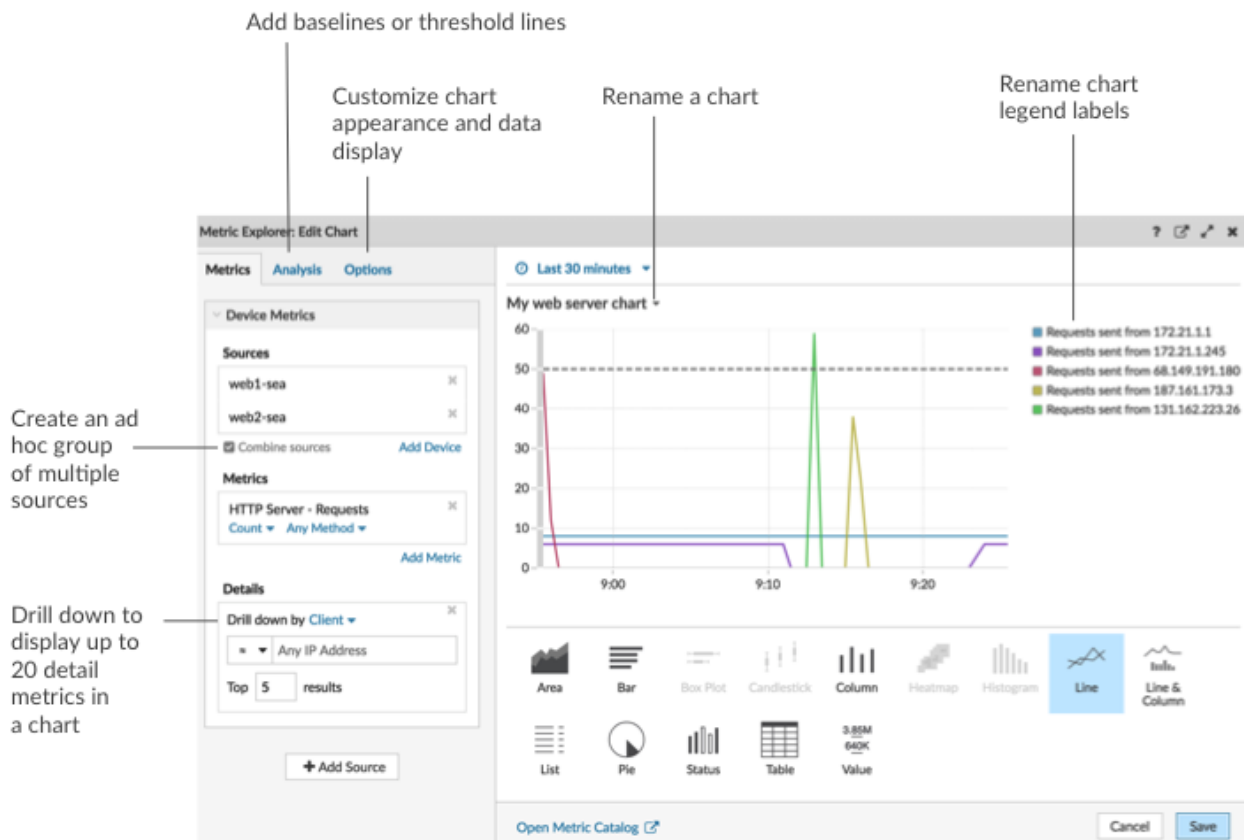 Add baselines or threshold lines
Customize chart
appearance and data
display
Rename a chart
Rename chart
legend labels
Metric Explorer: Edit Chart
?
Metrics
Analysis
Options
Last 30 minutes
Device Metrics
Sources
web1-sea
web2-sea
Combine sources
Add Device
Create an ad
hoc group
of multiple
sources
Metrics
HTTP Server - Requests
Count
Any Method
Add Metric
Details
Drill down by Client
= Any IP Address
Top 5 results
Drill down to
display up to
20 detail
metrics in
a chart
+ Add Source
My web server chart
60
50
40
30
20
10
0
9:00
9:10
9:20
Requests sent from 172.21.1.1
Requests sent from 172.21.1.245
Requests sent from 68.149.191.180
Requests sent from 187.161.173.3
Requests sent from 131.162.223.26
Area
Bar
Box Plot
Candlestick
Column
Heatmap
Histogram
Line
Line &
Column
List
Pie
Status
Table
3.85M
640K
Value
Open Metric Catalog
Cancel
Save